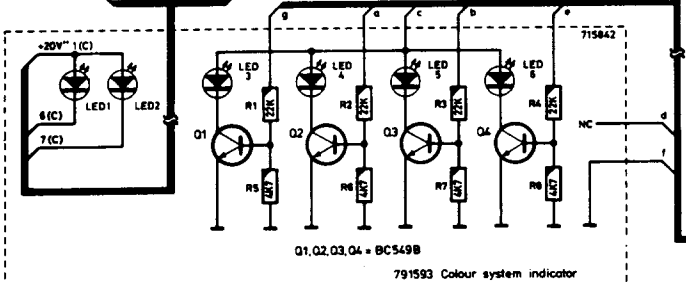 g a c b e
715842
+20V" 1(C)
LED1 LED2
6(C)
7(C)
LED 3
LED 4
LED 5
LED 6
R1 22K
R2 22K
R3 22K
R4 22K
Q1 Q2 Q3 Q4
NC d
f
R5 4K7
R6 4K7
R7 4K7
R8 4K7
Q1,Q2,Q3,Q4 = BC549B
791593 Colour system indicator